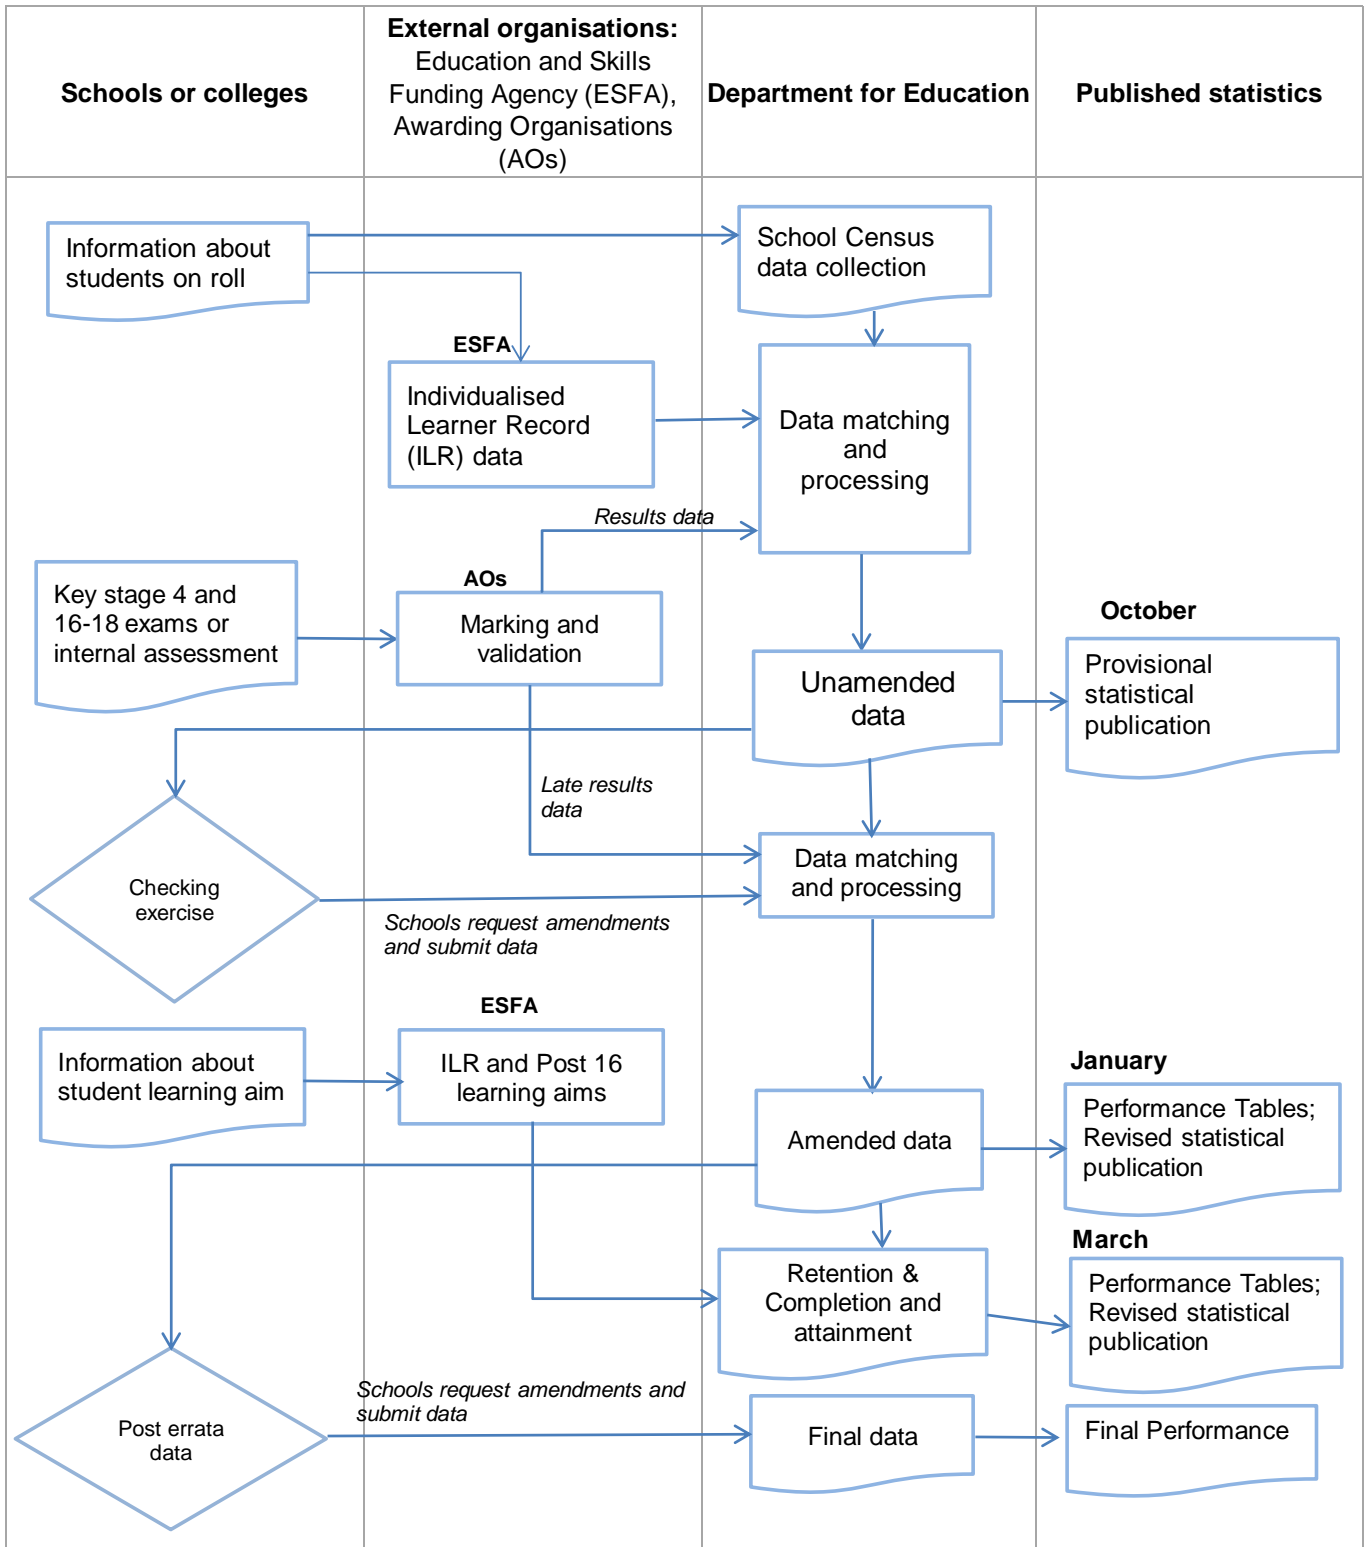 Schools or colleges
External organisations:
Education and Skills
Funding Agency (ESFA),
Awarding Organisations
(AOs)
Department for Education
Published statistics
Information about
students on roll
School Census
data collection
ESFA
Individualised
Learner Record
(ILR) data
Data matching
and
processing
Results data
Key stage 4 and
16-18 exams or
internal assessment
AOs
Marking and
validation
Unamended
data
October
Provisional
statistical
publication
Late results
data
Checking
exercise
Data matching
and processing
Schools request amendments
and submit data
ESFA
Information about
student learning aim
ILR and Post 16
learning aims
Amended data
January
Performance Tables;
Revised statistical
publication
March
Retention &
Completion and
attainment
Performance Tables;
Revised statistical
publication
Post errata
data
Schools request amendments and
submit data
Final data
Final Performance